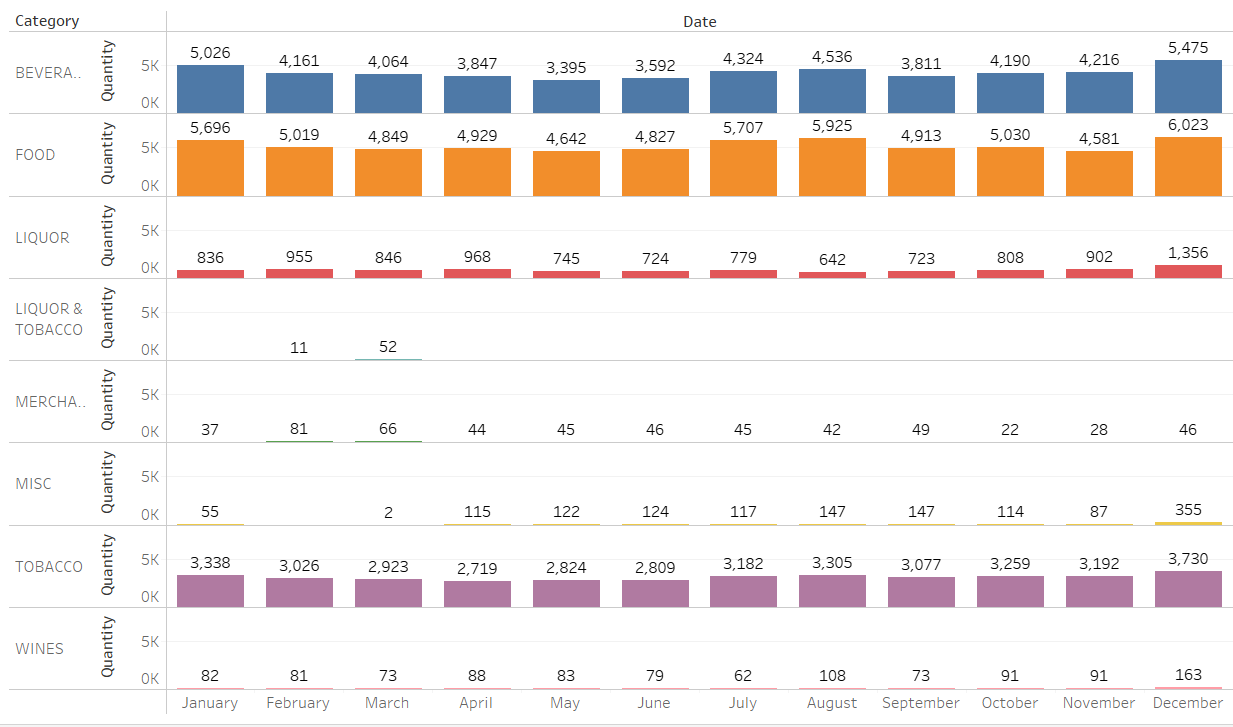 Category Date
BEVERA.. Quantity 5K 0K 5,026 4,161 4,064 3,847 3,395 3,592 4,324 4,536 3,811 4,190 4,216 5,475
FOOD Quantity 5K 0K 5,696 5,019 4,849 4,929 4,642 4,827 5,707 5,925 4,913 5,030 4,581 6,023
LIQUOR Quantity 5K 0K 836 955 846 968 745 724 779 642 723 808 902 1,356
LIQUOR &
TOBACCO Quantity 5K 0K 11 52
MERCHA.. Quantity 5K 0K 37 81 66 44 45 46 45 42 49 22 28 46
MISC Quantity 5K 0K 55 2 115 122 124 117 147 147 114 87 355
TOBACCO Quantity 5K 0K 3,338 3,026 2,923 2,719 2,824 2,809 3,182 3,305 3,077 3,259 3,192 3,730
WINES Quantity 5K 0K 82 81 73 88 83 79 62 108 73 91 91 163
January February March April May June July August September October November December